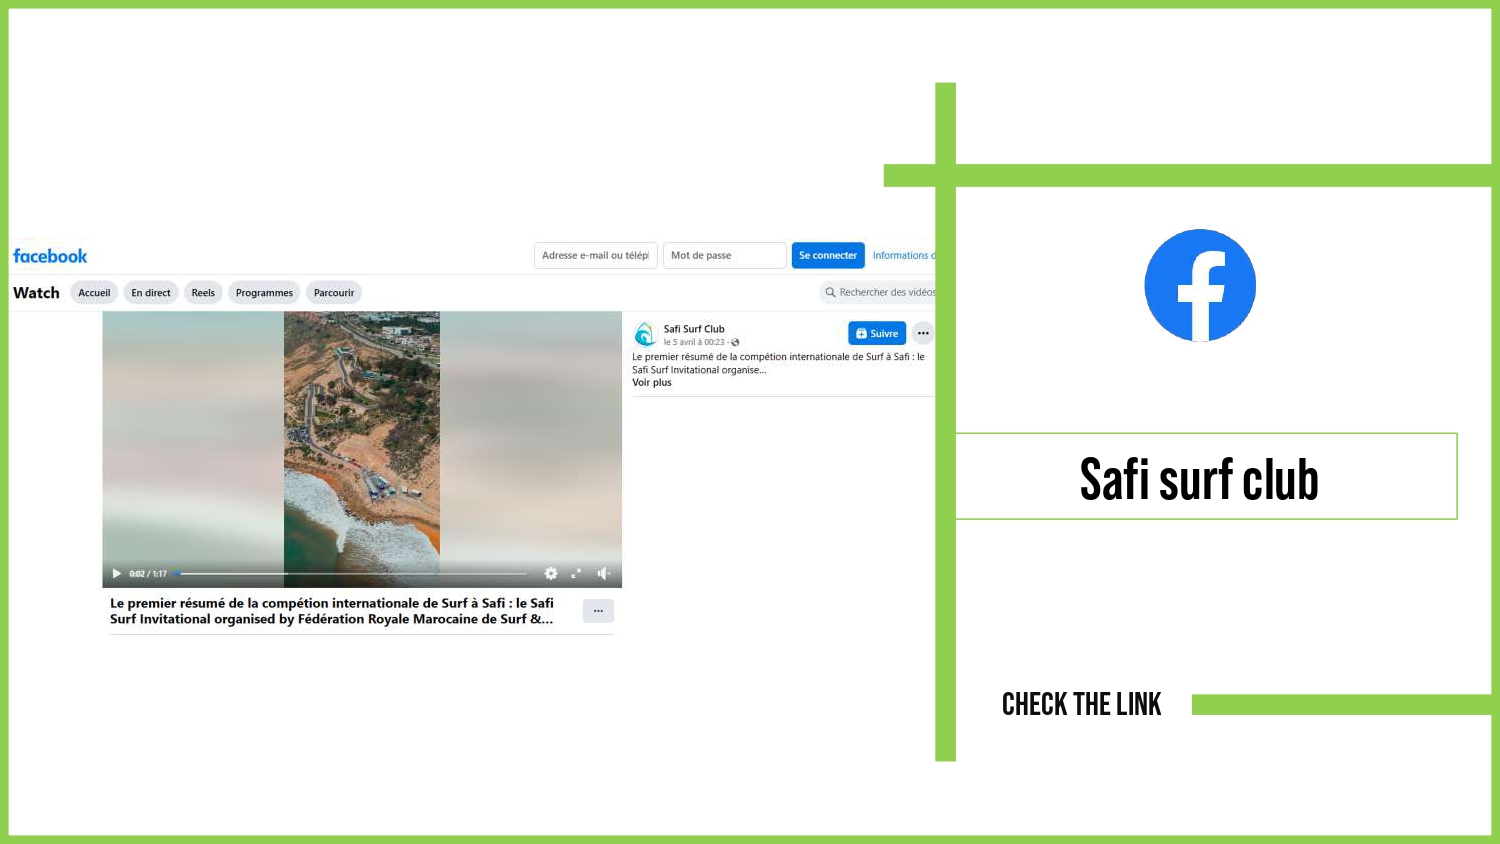 facebook
Adresse e-mail ou télép
Mot de passe
Se connecter
Informations d
Watch
Accueil
En direct
Reels
Programmes
Parcourir
Rechercher des vidéos
Safi Surf Club
le 5 avril à 00:23 ·
Suivre
Le premier résumé de la compétion internationale de Surf à Safi : le
Safi Surf Invitational organise...
Voir plus
0:02 / 1:17
Le premier résumé de la compétion internationale de Surf à Safi : le Safi
Surf Invitational organised by Fédération Royale Marocaine de Surf &...
Safi surf club
CHECK THE LINK